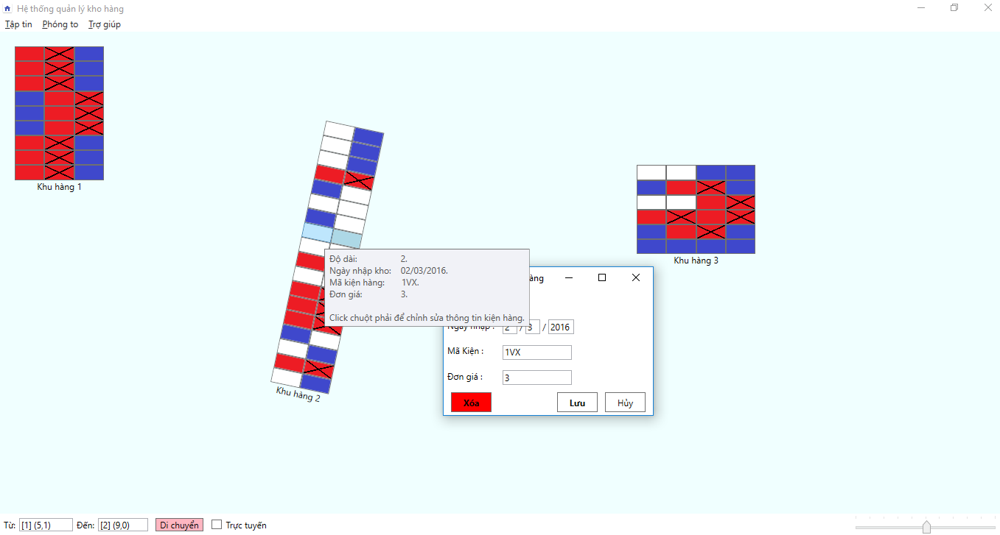 Hệ thống quản lý kho hàng
Tập tin Phóng to Trợ giúp
Khu hàng 1
Khu hàng 2
Khu hàng 3
Độ dài: 2.
Ngày nhập kho: 02/03/2016.
Mã kiện hàng: 1VX.
Đơn giá: 3.
Click chuột phải để chỉnh sửa thông tin kiện hàng.
àng
Ngày nhập : 2 / 3 / 2016
Mã Kiện : 1VX
Đơn giá : 3
Xóa Lưu Hủy
Từ: [1] (5,1) Đến: [2] (9,0) Di chuyển Trực tuyến